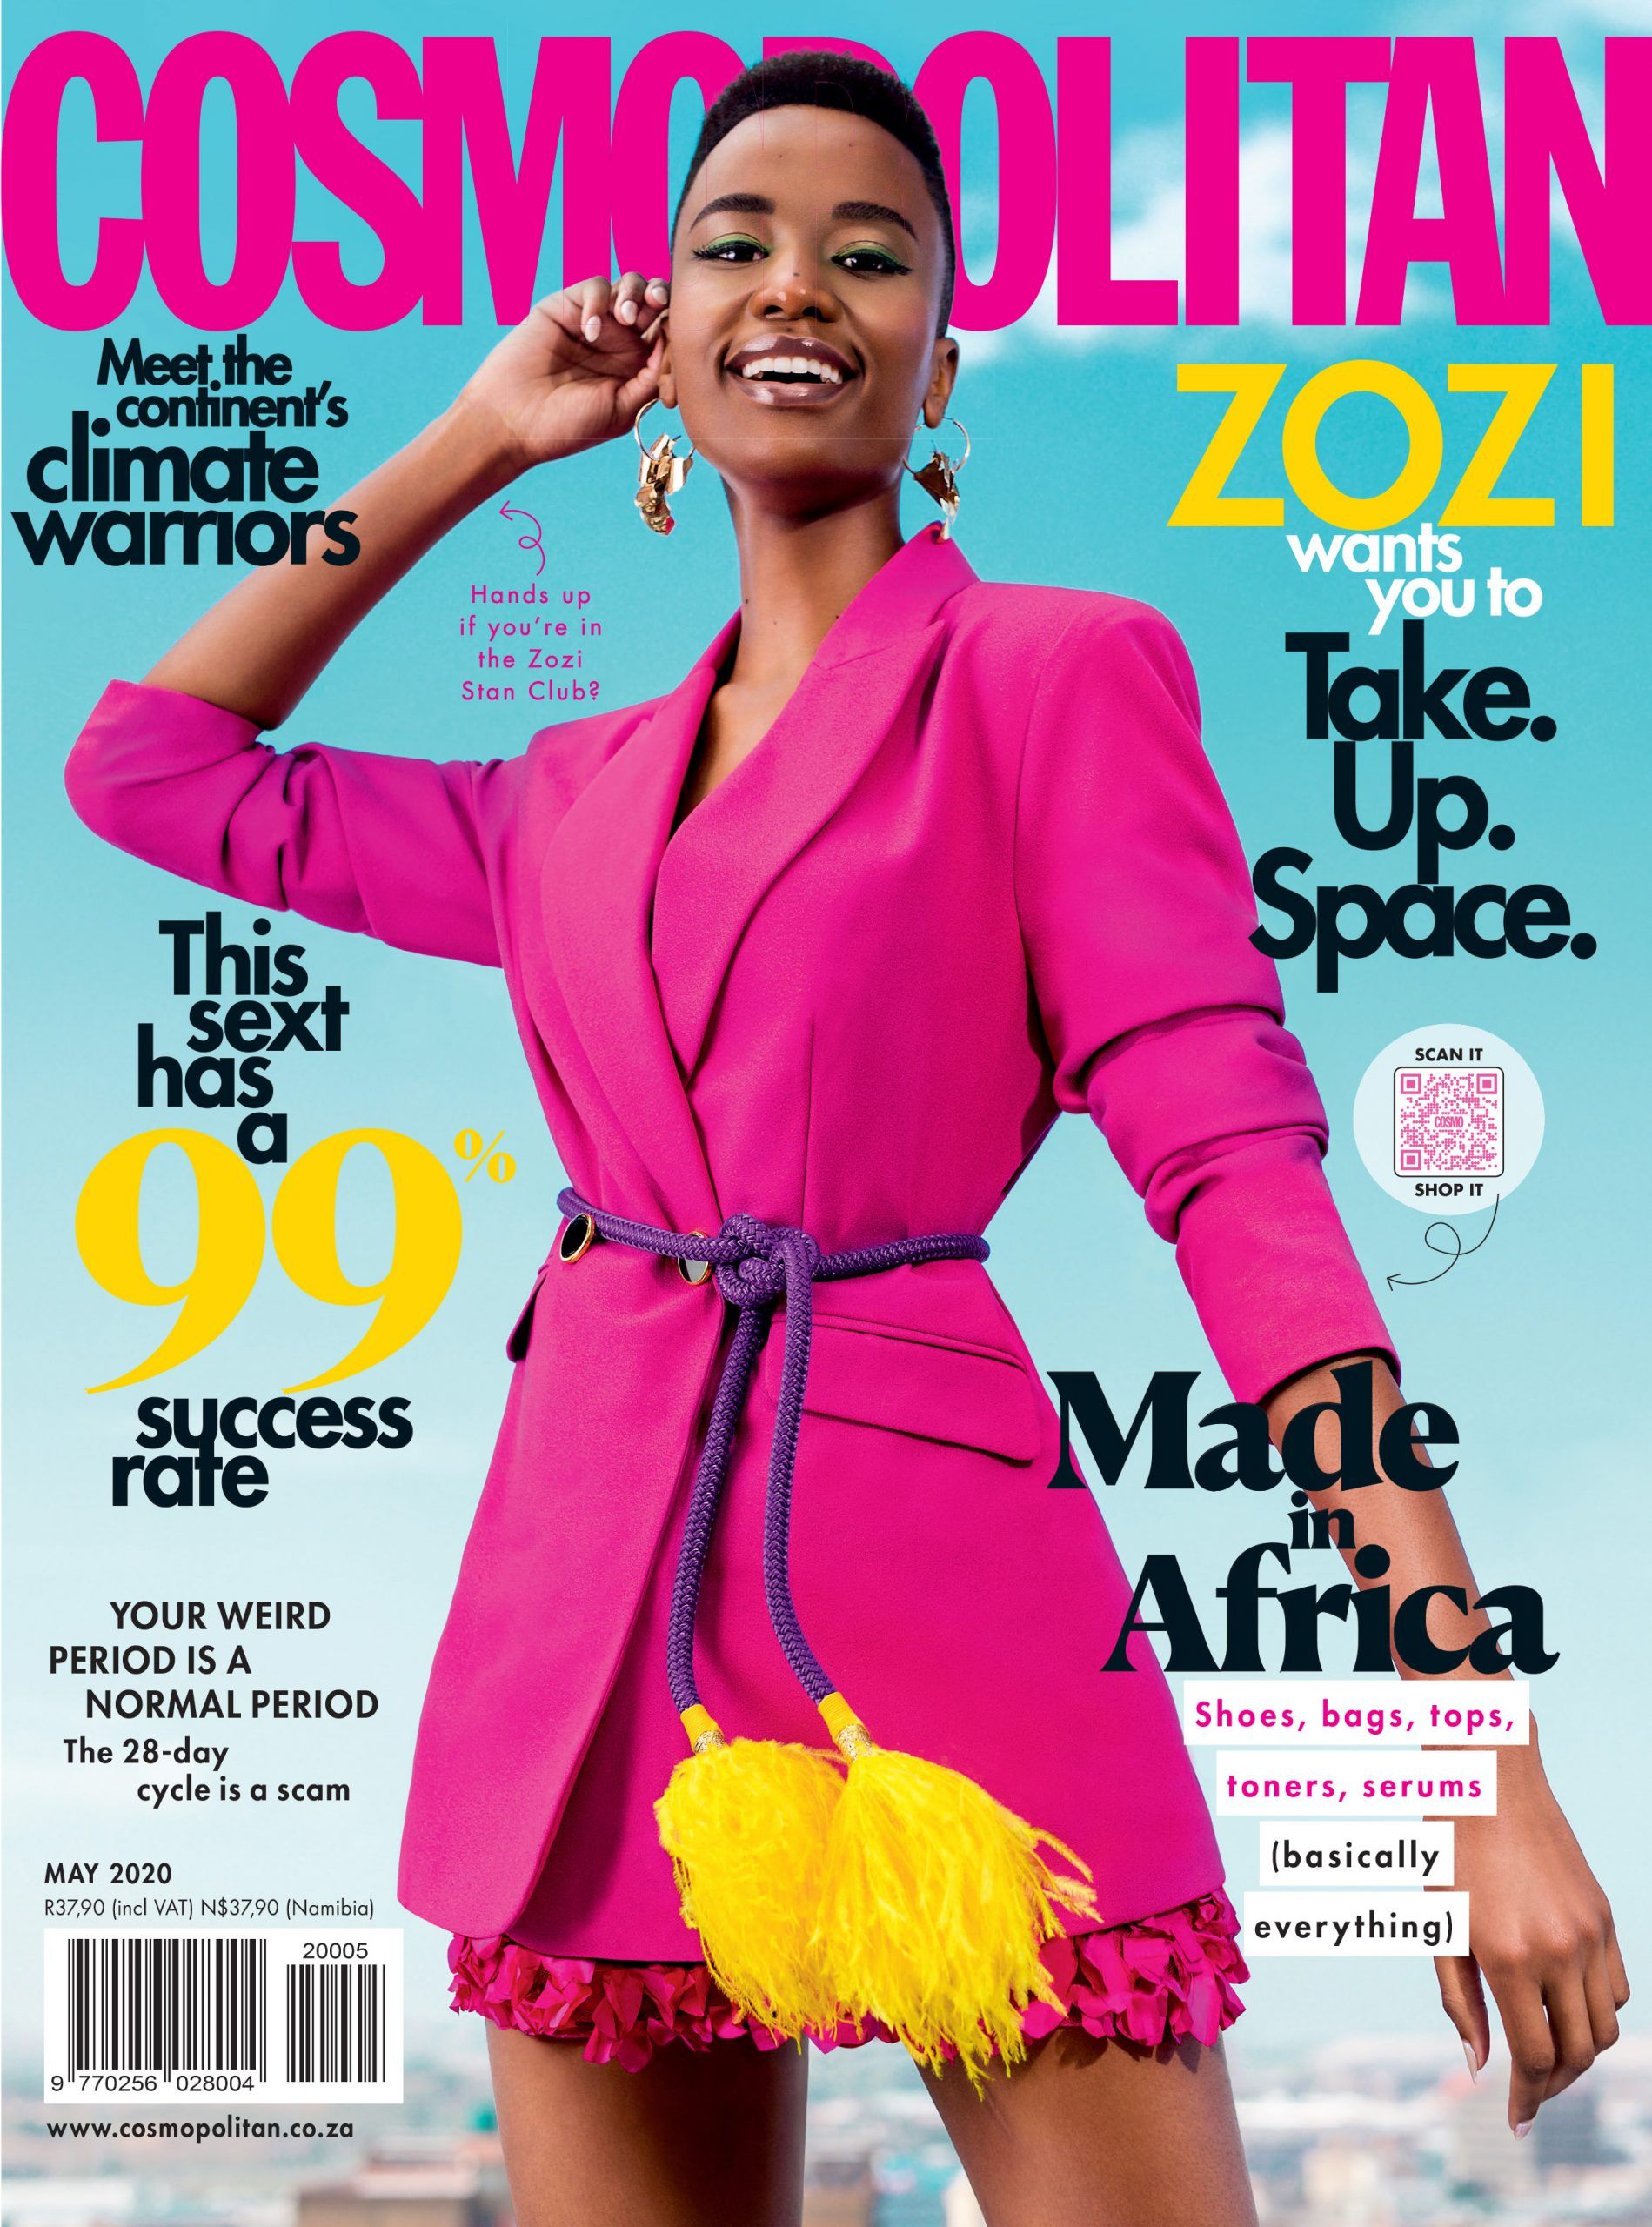 COSMOPOLITAN
Meet the
continent's
climate
warriors
ZOZI
wants
you to
Take.
Up.
Space.
Hands up
if you're in
the Zozi
Stan Club?
This
sext
has
a
99%
success
rate
SCAN IT
COSMO
SHOP IT
Made
in
Africa
Shoes, bags, tops,
toners, serums
(basically
everything)
YOUR WEIRD
PERIOD IS A
NORMAL PERIOD
The 28-day
cycle is a scam
MAY 2020
R37,90 (incl VAT) N$37,90 (Namibia)
20005
9 770256 028004
www.cosmopolitan.co.za